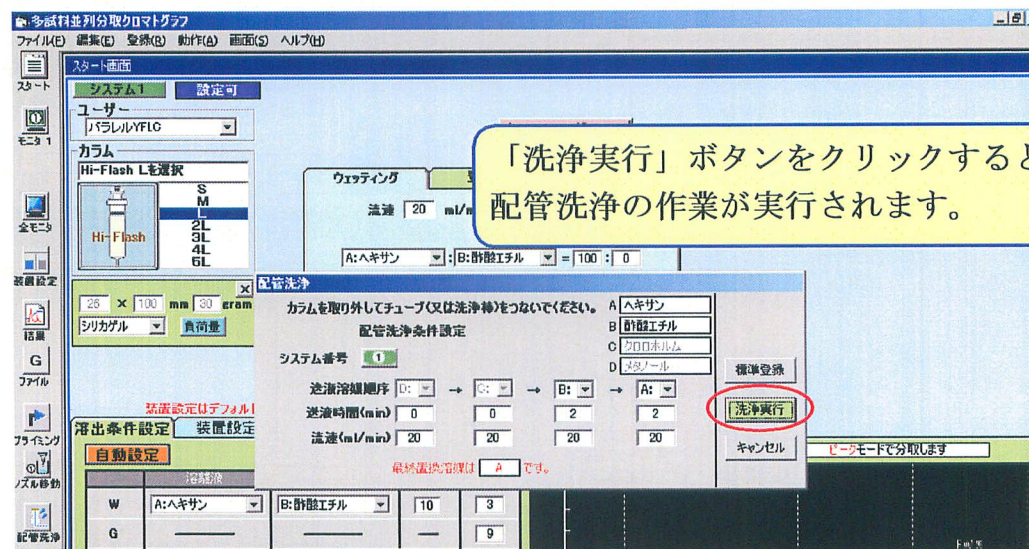 多試料並列分取クロマトグラフ
ファイル(F) 編集(E) 登録(R) 動作(A) 画面(S) ヘルプ(H)
スタート
モニタ 1
全モニタ
装置設定
結果
G
ファイル
プライミング
ノズル移動
配管洗浄
スタート画面
システム1 設定可
ユーザー
パラレルYFLC
カラム
Hi-Flash Lを選択
Hi-Flash
S
M
L
2L
3L
4L
5L
26 × 100 mm 30 gram
シリカゲル 負荷量
ウェッティング
流速 20
A:ヘキサン : B:酢酸エチル = 100 : 0
「洗浄実行」ボタンをクリックすると
配管洗浄の作業が実行されます。
配管洗浄
カラムを取り外してチューブ(又は洗浄棒)をつないでください。
配管洗浄条件設定
A ヘキサン
B 酢酸エチル
C クロロホルム
D メタノール
システム番号 1
送液溶媒順序 D: → C: → B: → A:
送液時間(min) 0 0 2 2
流速(ml/min) 20 20 20 20
最終置換溶媒は A です。
標準登録
洗浄実行
キャンセル
装置設定はデフォル
溶出条件設定 装置設定
自動設定
溶離液
W A:ヘキサン B:酢酸エチル 10 3
G 9
ピークモードで分取します